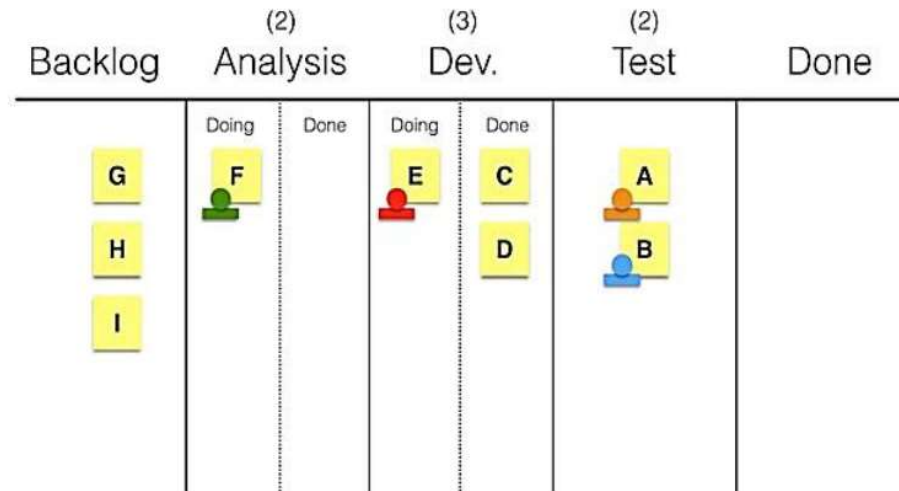 (2) (3) (2)
Backlog Analysis Dev. Test Done
Doing Done Doing Done
G F E C A
H D B
I